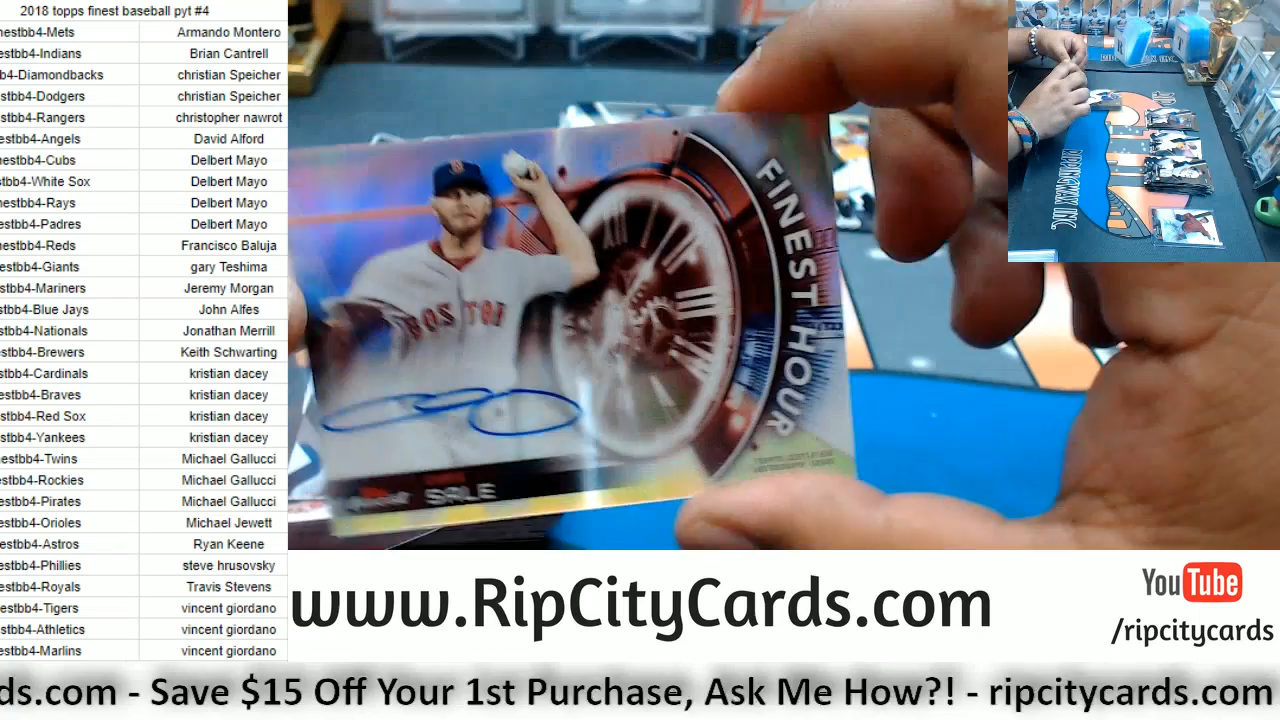 2018 topps finest baseball pyt #4
nestbb4-Mets Armando Montero
estbb4-Indians Brian Cantrell
b4-Diamondbacks christian Speicher
stbb4-Dodgers christian Speicher
stbb4-Rangers christopher nawrot
estbb4-Angels David Alford
nestbb4-Cubs Delbert Mayo
tbb4-White Sox Delbert Mayo
nestbb4-Rays Delbert Mayo
estbb4-Padres Delbert Mayo
nestbb4-Reds Francisco Baluja
estbb4-Giants gary Teshima
stbb4-Mariners Jeremy Morgan
stbb4-Blue Jays John Alfes
stbb4-Nationals Jonathan Merrill
estbb4-Brewers Keith Schwarting
stbb4-Cardinals kristian dacey
estbb4-Braves kristian dacey
estbb4-Red Sox kristian dacey
stbb4-Yankees kristian dacey
nestbb4-Twins Michael Gallucci
estbb4-Rockies Michael Gallucci
estbb4-Pirates Michael Gallucci
estbb4-Orioles Michael Jewett
estbb4-Astros Ryan Keene
estbb4-Phillies steve hrusovsky
estbb4-Royals Travis Stevens
nestbb4-Tigers vincent giordano
stbb4-Athletics vincent giordano
estbb4-Marlins vincent giordano
FINEST HOUR
BOSTON
SALE
RIPPING WAX INC.
www.RipCityCards.com
YouTube
/ripcitycards
ds.com - Save $15 Off Your 1st Purchase, Ask Me How?! - ripcitycards.com